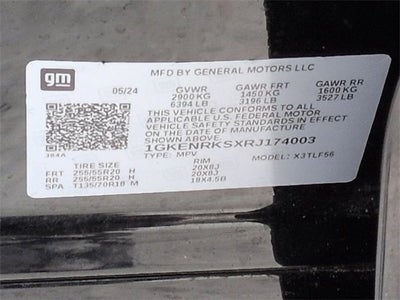 gm
MFD BY GENERAL MOTORS LLC
05/24 GVWR GAWR FRT GAWR RR
2900 KG 1450 KG 1600 KG
6394 LB 3196 LB 3527 LB
THIS VEHICLE CONFORMS TO ALL
APPLICABLE U.S. FEDERAL MOTOR
VEHICLE SAFETY STANDARDS IN EFFECT
ON THE DATE OF MANUFACTURE
SHOWN ABOVE.
1GKENRKSXRJ174003
384A TYPE: MPV MODEL: X3TLF56
TIRE SIZE RIM
FRT 255/55R20 H 20X8J
RR 255/55R20 H 20X8J
SPA T135/70R18 M 18X4.5B